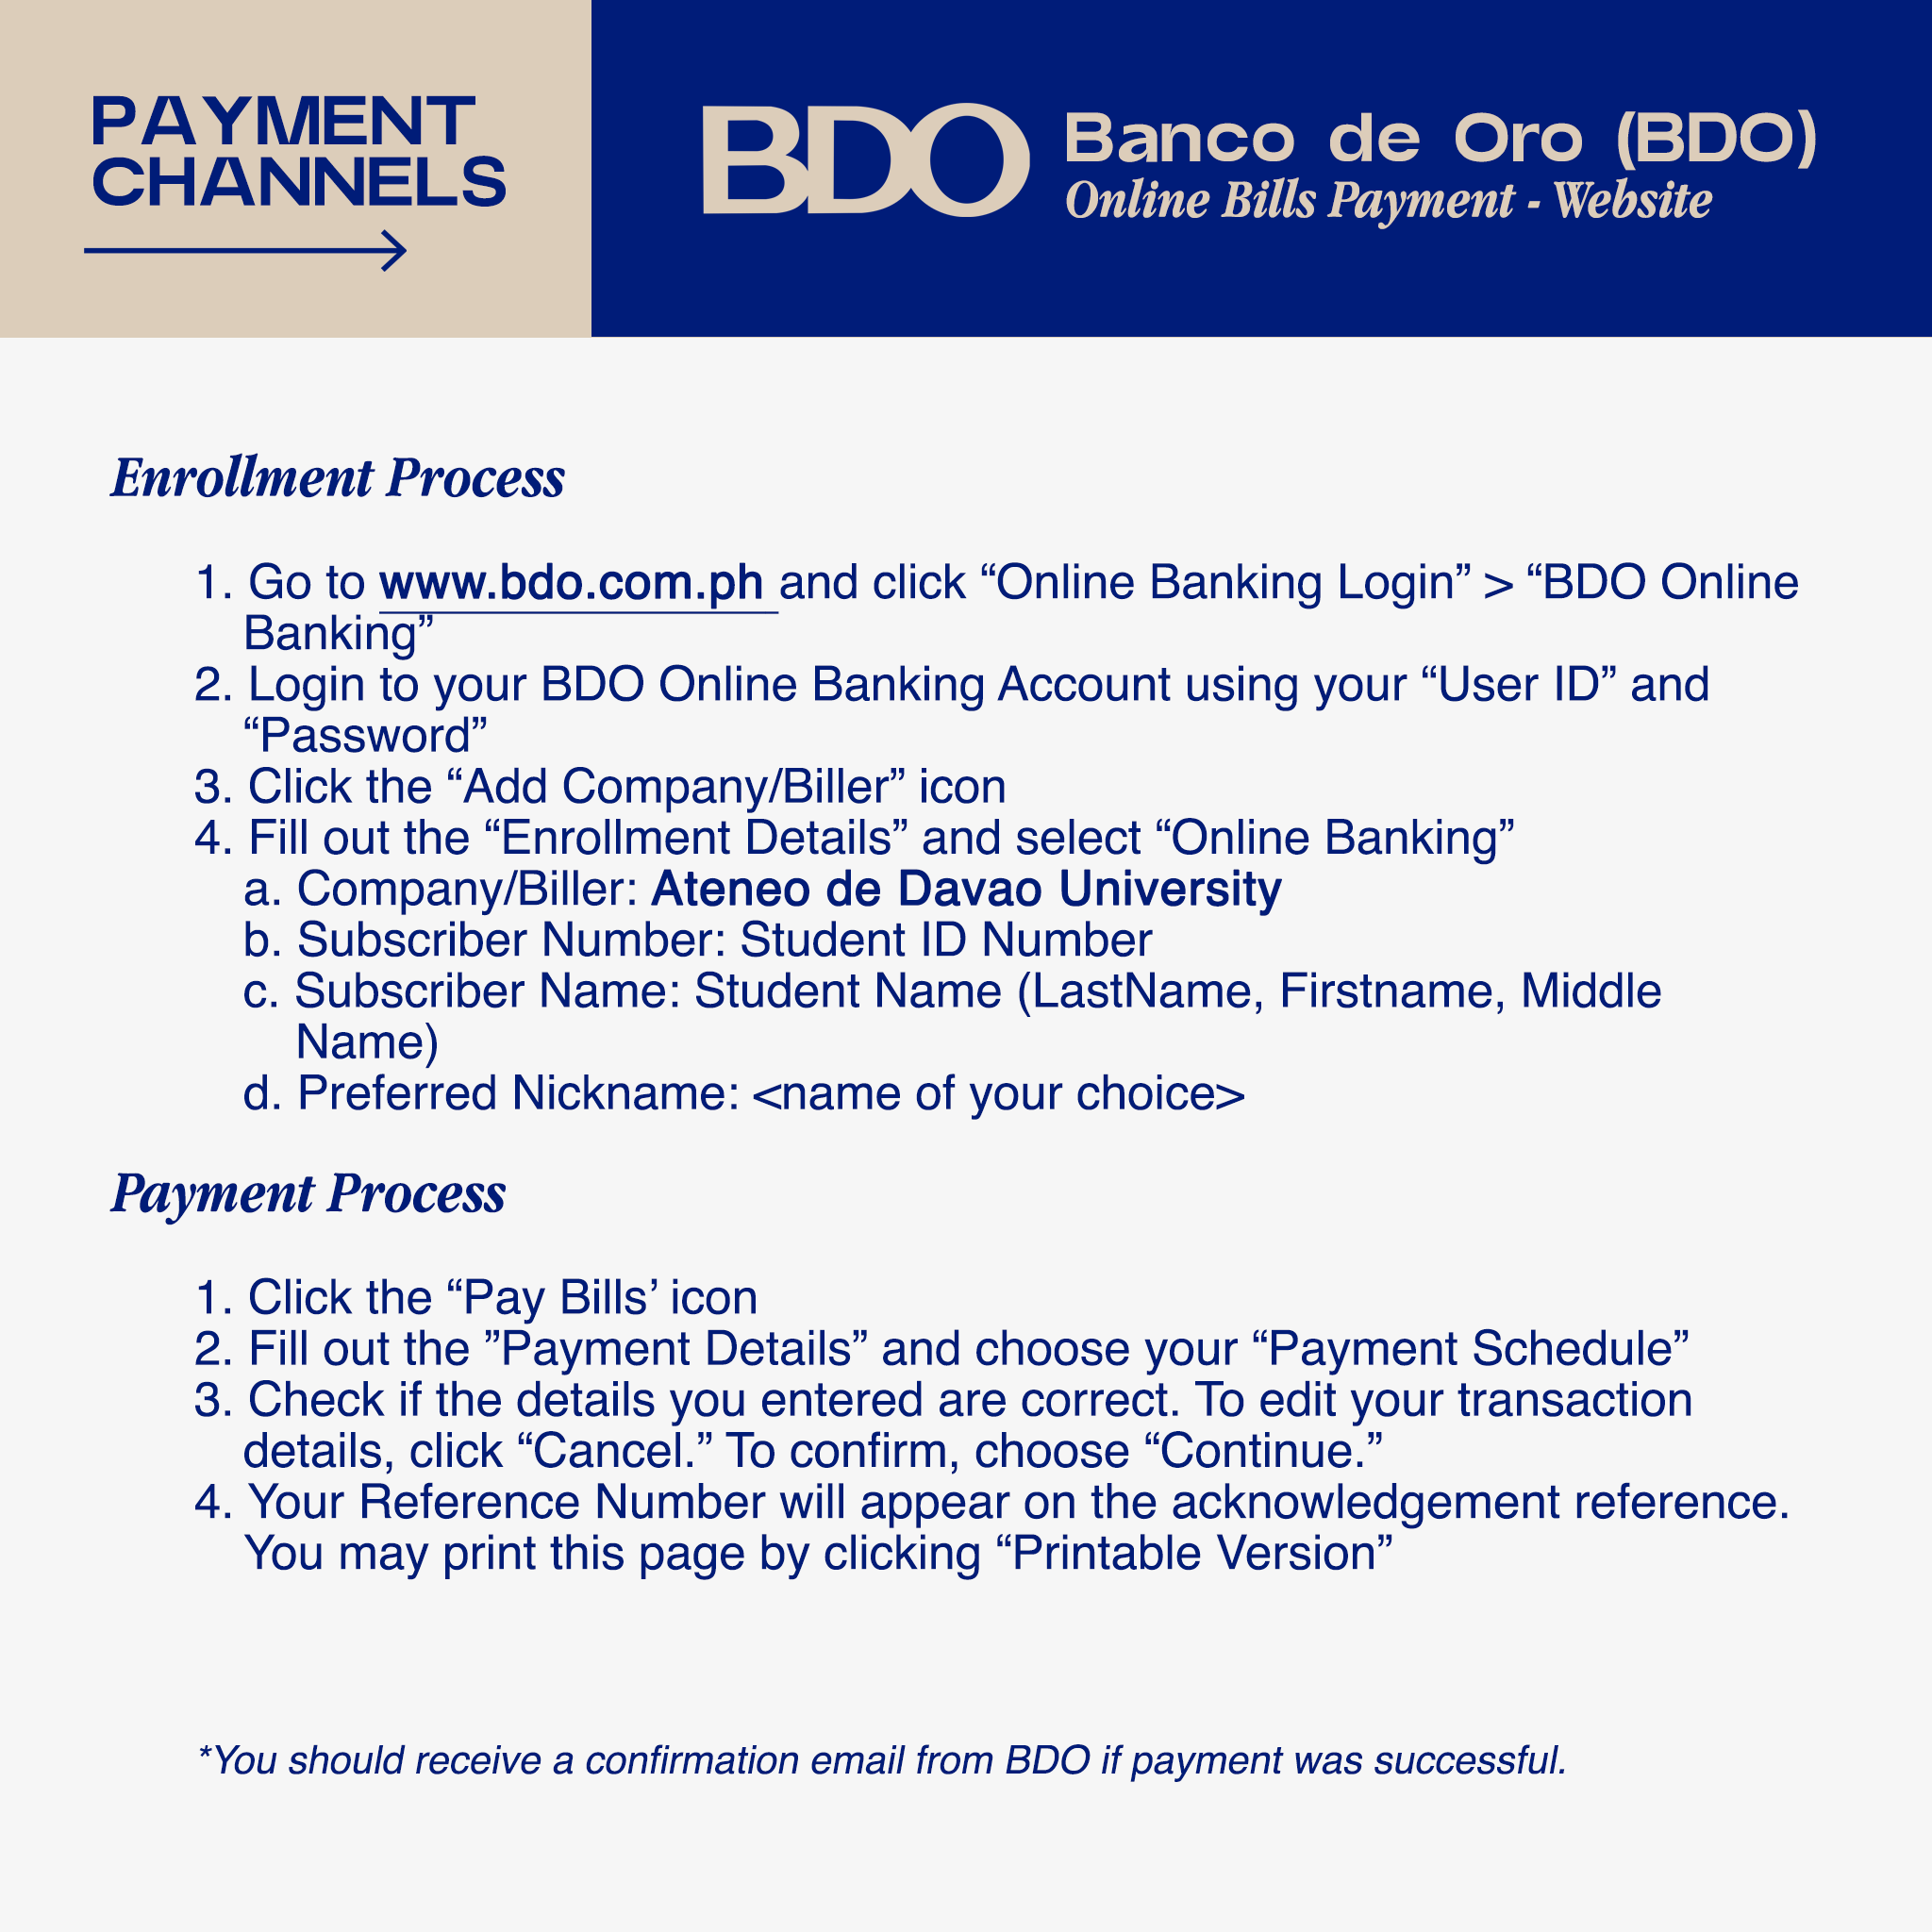 PAYMENT
CHANNELS
BDO
Banco de Oro (BDO)
Online Bills Payment - Website
Enrollment Process
1. Go to www.bdo.com.ph and click “Online Banking Login” > “BDO Online
Banking”
2. Login to your BDO Online Banking Account using your “User ID” and
“Password”
3. Click the “Add Company/Biller” icon
4. Fill out the “Enrollment Details” and select “Online Banking”
a. Company/Biller: Ateneo de Davao University
b. Subscriber Number: Student ID Number
c. Subscriber Name: Student Name (LastName, Firstname, Middle
Name)
d. Preferred Nickname: <name of your choice>
Payment Process
1. Click the “Pay Bills’ icon
2. Fill out the ”Payment Details” and choose your “Payment Schedule”
3. Check if the details you entered are correct. To edit your transaction
details, click “Cancel.” To confirm, choose “Continue.”
4. Your Reference Number will appear on the acknowledgement reference.
You may print this page by clicking “Printable Version”
*You should receive a confirmation email from BDO if payment was successful.